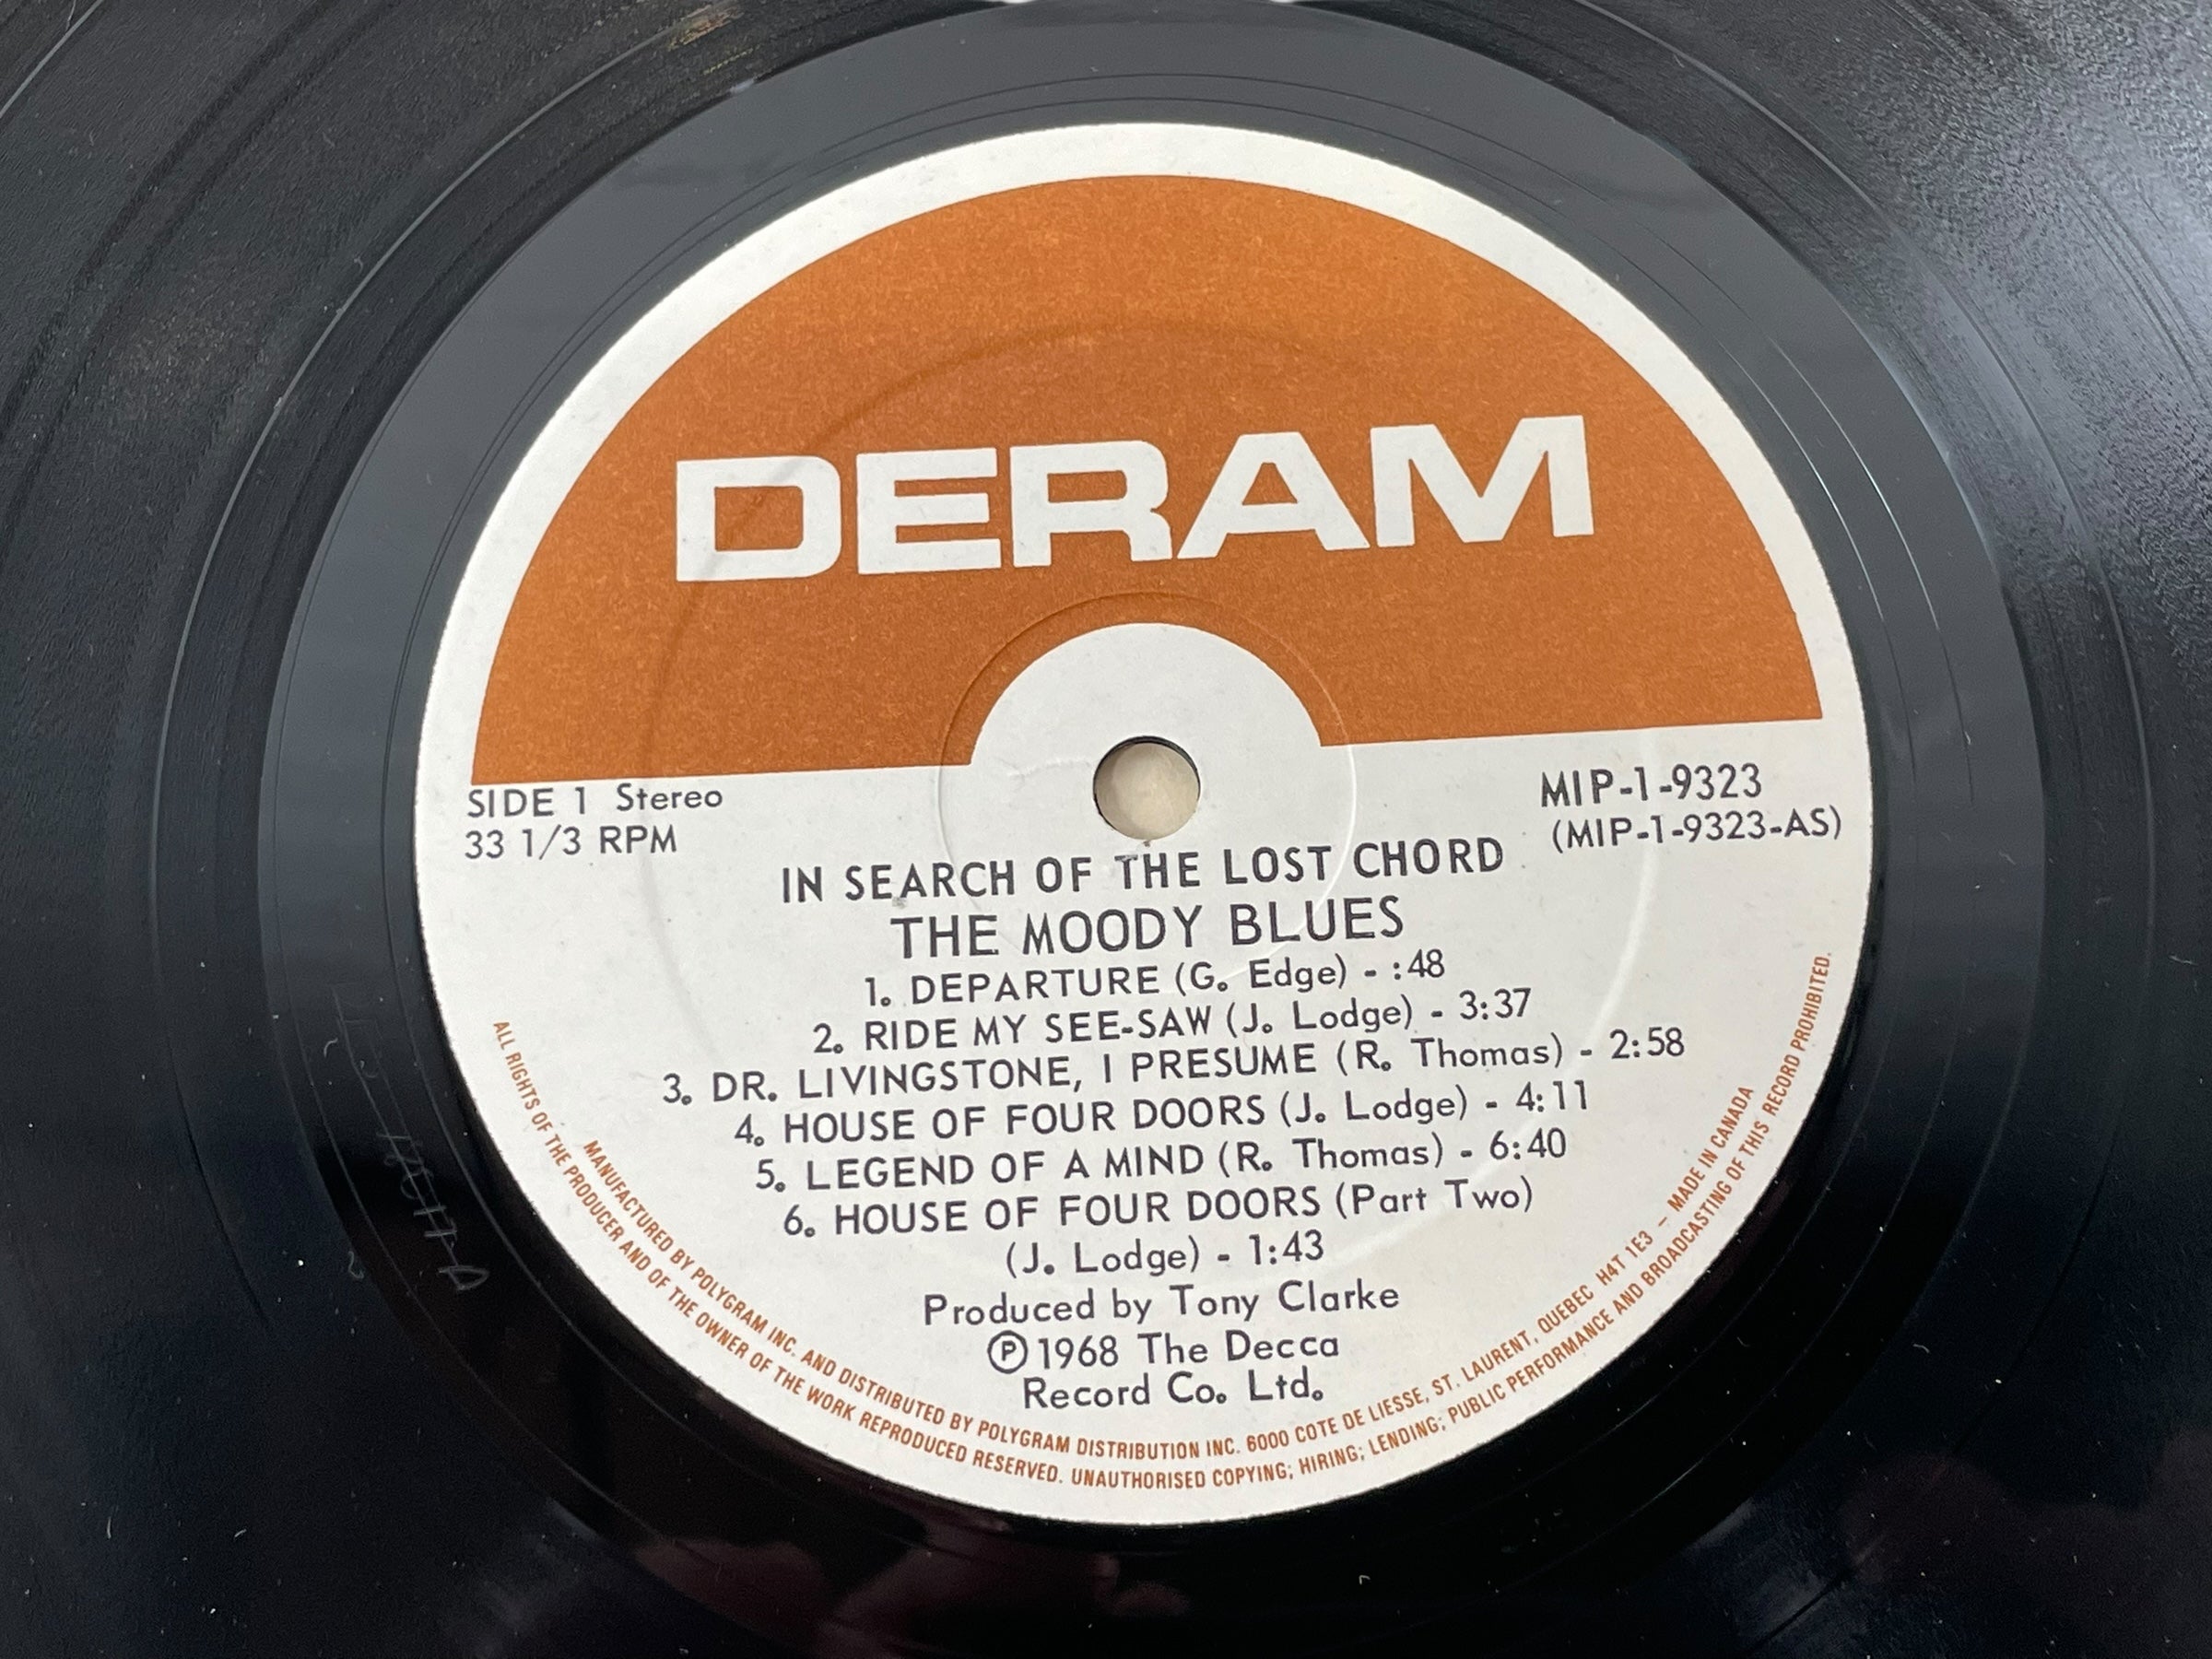 DERAM
SIDE 1 Stereo
33 1/3 RPM
MIP-1-9323
(MIP-1-9323-AS)
IN SEARCH OF THE LOST CHORD
THE MOODY BLUES
1. DEPARTURE (G. Edge) - :48
2. RIDE MY SEE-SAW (J. Lodge) - 3:37
3. DR. LIVINGSTONE, I PRESUME (R. Thomas) - 2:58
4. HOUSE OF FOUR DOORS (J. Lodge) - 4:11
5. LEGEND OF A MIND (R. Thomas) - 6:40
6. HOUSE OF FOUR DOORS (Part Two)
(J. Lodge) - 1:43
Produced by Tony Clarke
Ⓟ1968 The Decca
Record Co. Ltd.
MANUFACTURED BY POLYGRAM INC. AND DISTRIBUTED BY POLYGRAM DISTRIBUTION INC. 6000 COTE DE LIESSE, ST. LAURENT, QUEBEC H4T 1E3 – MADE IN CANADA
ALL RIGHTS OF THE PRODUCER AND OF THE OWNER OF THE WORK REPRODUCED RESERVED. UNAUTHORISED COPYING; HIRING; LENDING; PUBLIC PERFORMANCE AND BROADCASTING OF THIS RECORD PROHIBITED.